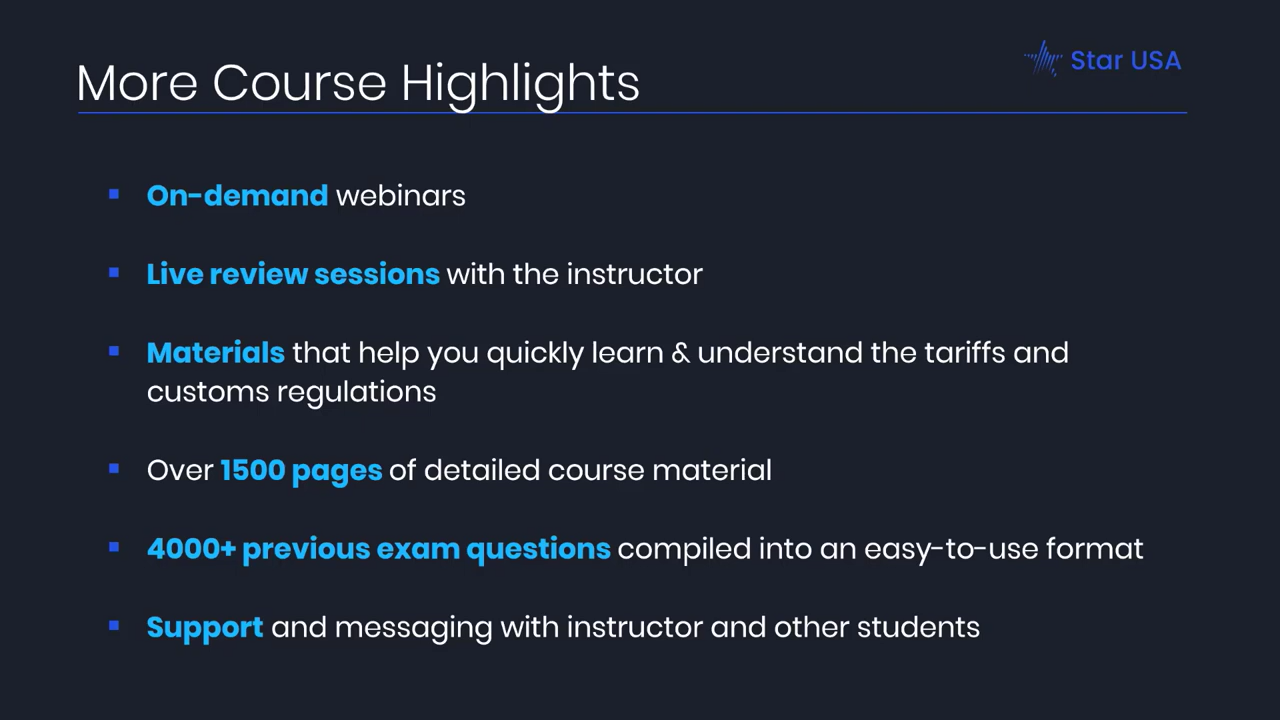 Star USA
More Course Highlights
On-demand webinars
Live review sessions with the instructor
Materials that help you quickly learn & understand the tariffs and
customs regulations
Over 1500 pages of detailed course material
4000+ previous exam questions compiled into an easy-to-use format
Support and messaging with instructor and other students